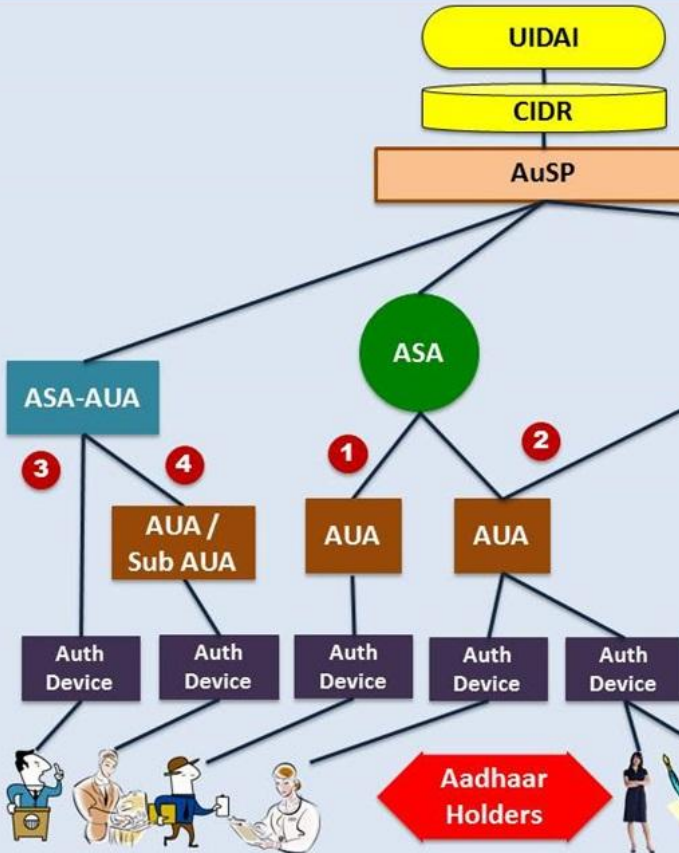 UIDAI
CIDR
AuSP
ASA
ASA-AUA
3
4
1
2
AUA /
Sub AUA
AUA
AUA
Auth
Device
Auth
Device
Auth
Device
Auth
Device
Auth
Device
Aadhaar
Holders